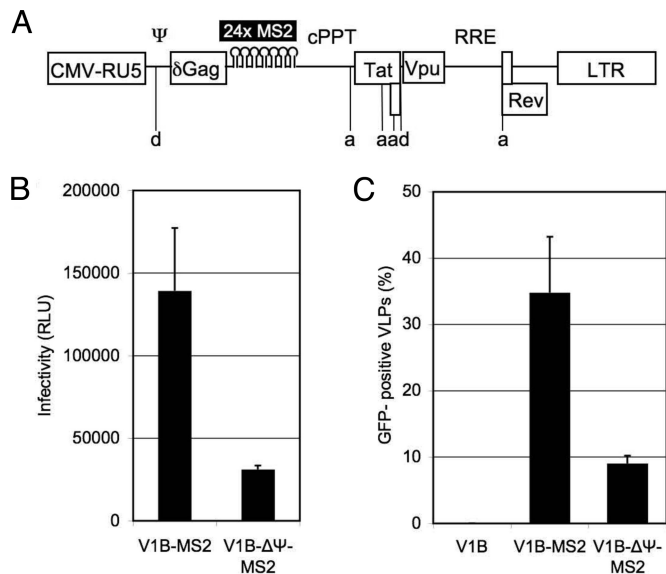 A
Ψ
24x MS2
cPPT
RRE
CMV-RU5
δGag
Tat
Vpu
Rev
LTR
d
a
aad
a
B
200000
150000
100000
50000
0
Infectivity (RLU)
V1B-MS2
V1B-ΔΨ-
MS2
C
50
40
30
20
10
0
GFP- positive VLPs (%)
V1B
V1B-MS2
V1B-ΔΨ-
MS2